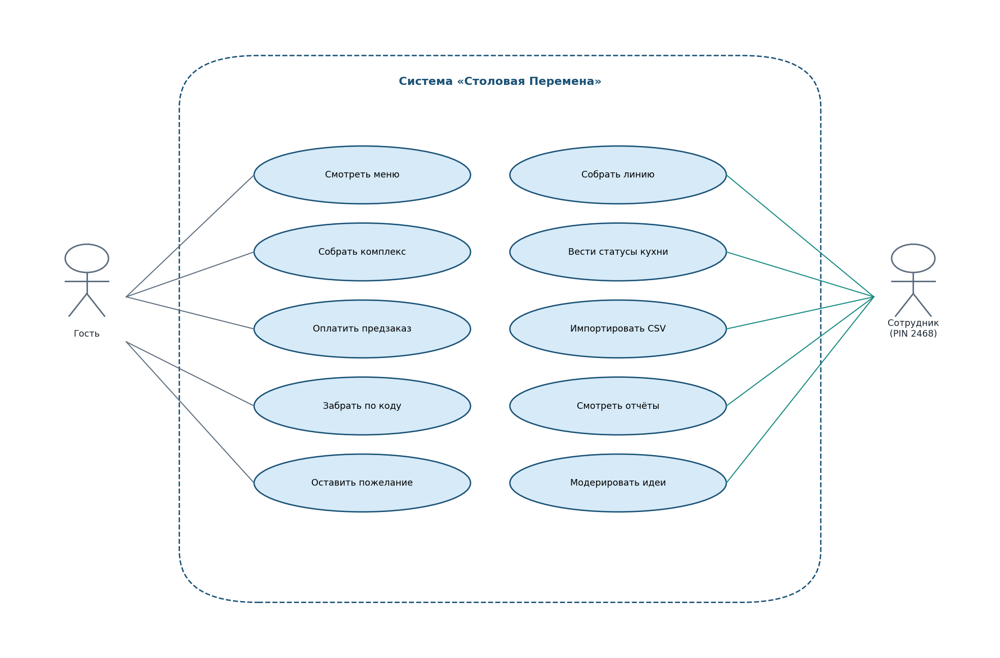 Система «Столовая Перемена»
Смотреть меню
Собрать линию
Собрать комплекс
Вести статусы кухни
Оплатить предзаказ
Импортировать CSV
Гость
Сотрудник
(PIN 2468)
Забрать по коду
Смотреть отчёты
Оставить пожелание
Модерировать идеи